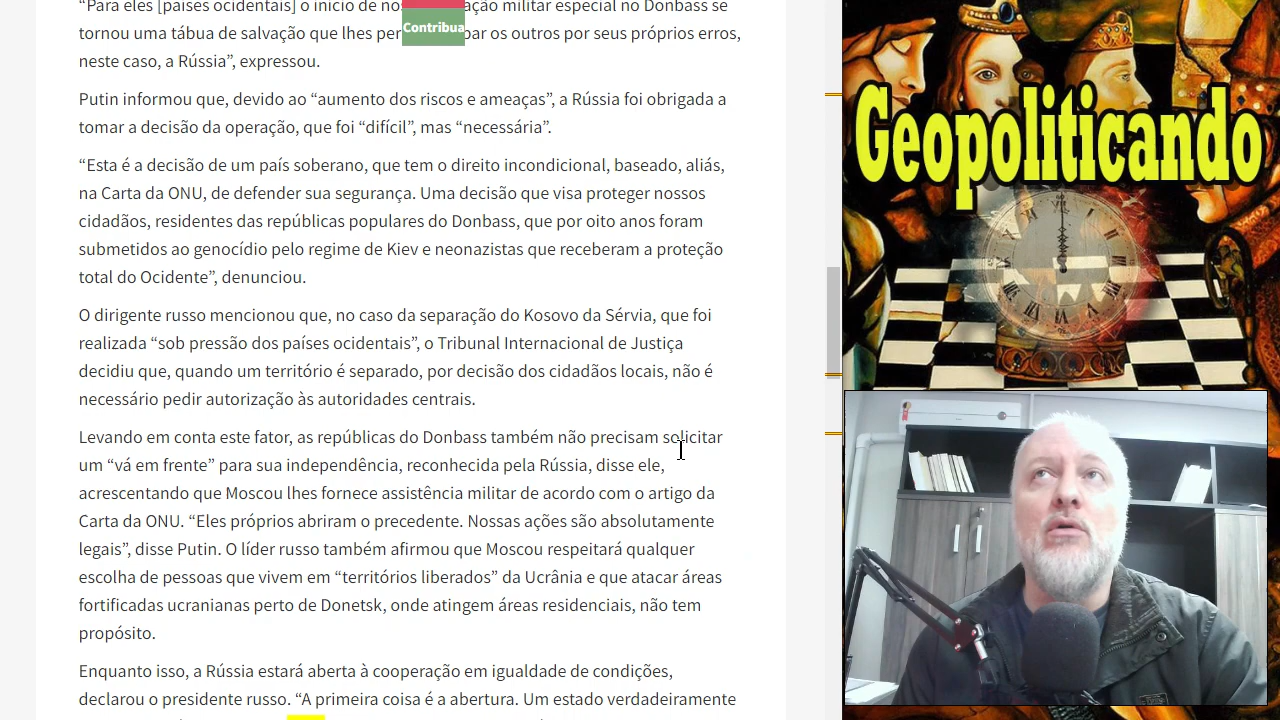 “Para eles [países ocidentais] o início de ação militar especial no Donbass se
Contribua
tornou uma tábua de salvação que lhes os outros por seus próprios erros,
neste caso, a Rússia”, expressou.
Putin informou que, devido ao “aumento dos riscos e ameaças”, a Rússia foi obrigada a
tomar a decisão da operação, que foi “difícil”, mas “necessária”.
“Esta é a decisão de um país soberano, que tem o direito incondicional, baseado, aliás,
na Carta da ONU, de defender sua segurança. Uma decisão que visa proteger nossos
cidadãos, residentes das repúblicas populares do Donbass, que por oito anos foram
submetidos ao genocídio pelo regime de Kiev e neonazistas que receberam a proteção
total do Ocidente”, denunciou.
O dirigente russo mencionou que, no caso da separação do Kosovo da Sérvia, que foi
realizada “sob pressão dos países ocidentais”, o Tribunal Internacional de Justiça
decidiu que, quando um território é separado, por decisão dos cidadãos locais, não é
necessário pedir autorização às autoridades centrais.
Levando em conta este fator, as repúblicas do Donbass também não precisam solicitar
um “vá em frente” para sua independência, reconhecida pela Rússia, disse ele,
acrescentando que Moscou lhes fornece assistência militar de acordo com o artigo da
Carta da ONU. “Eles próprios abriram o precedente. Nossas ações são absolutamente
legais”, disse Putin. O líder russo também afirmou que Moscou respeitará qualquer
escolha de pessoas que vivem em “territórios liberados” da Ucrânia e que atacar áreas
fortificadas ucranianas perto de Donetsk, onde atingem áreas residenciais, não tem
propósito.
Enquanto isso, a Rússia estará aberta à cooperação em igualdade de condições,
declarou o presidente russo. “A primeira coisa é a abertura. Um estado verdadeiramente
Geopoliticando